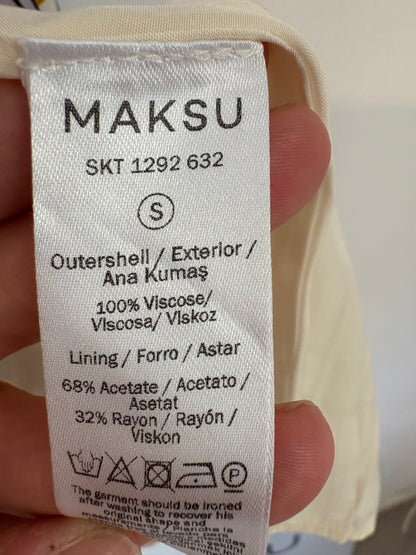 MAKSU
SKT 1292 632
S
Outershell / Exterior /
Ana Kumaş
100% Viscose/
Viscosa/ Viskoz
Lining / Forro / Astar
68% Acetate / Acetato /
Asetat
32% Rayon / Rayón /
Viskon
P
The garment should be ironed
after washing to recover his
original shape and